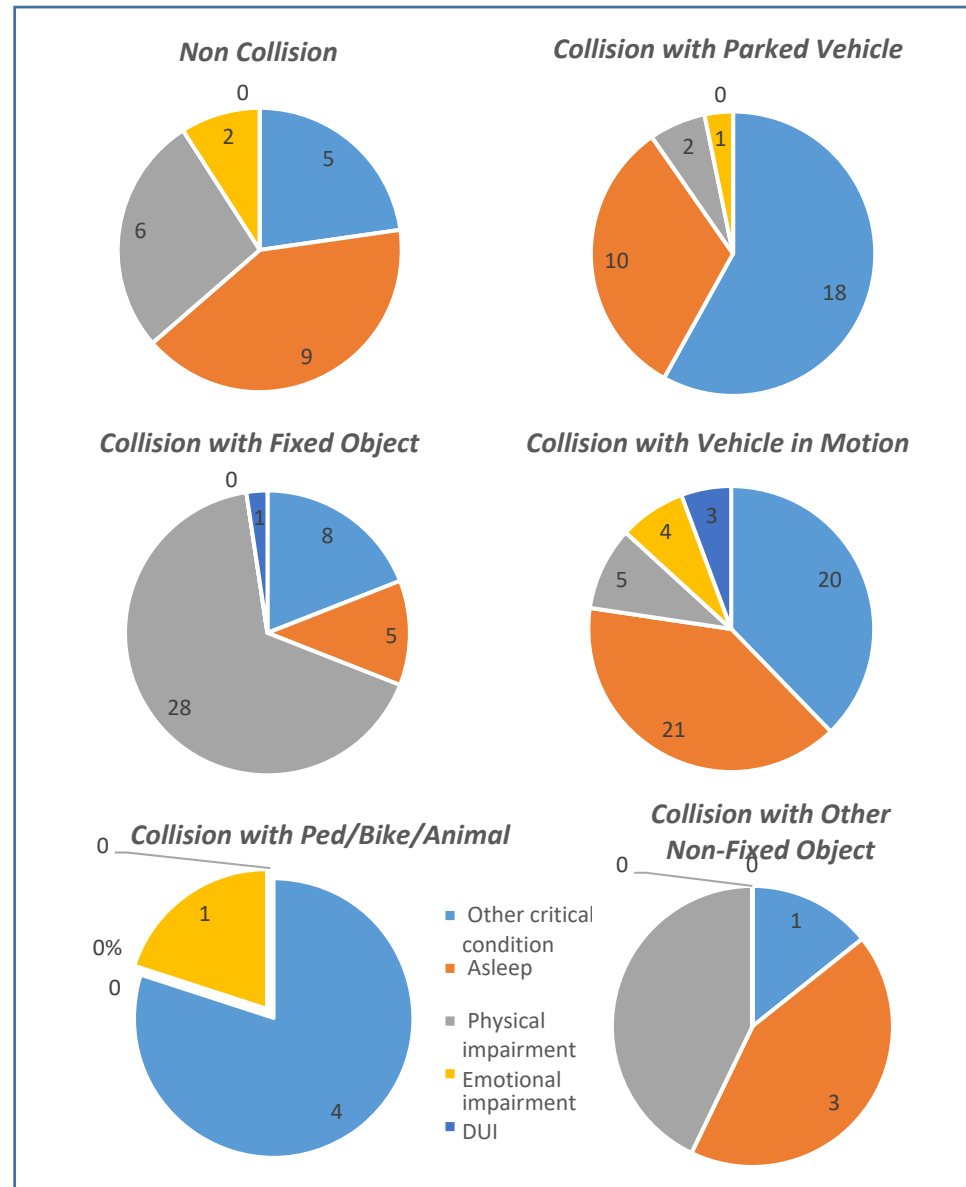 Non Collision
0
2
5
6
9
Collision with Parked Vehicle
0
1
2
10
18
Collision with Fixed Object
0
1
8
5
28
Collision with Vehicle in Motion
3
4
20
5
21
Collision with Ped/Bike/Animal
0
1
0%
0
4
Other critical
condition
Asleep
Physical
impairment
Emotional
impairment
DUI
Collision with Other
Non-Fixed Object
0
0
1
3